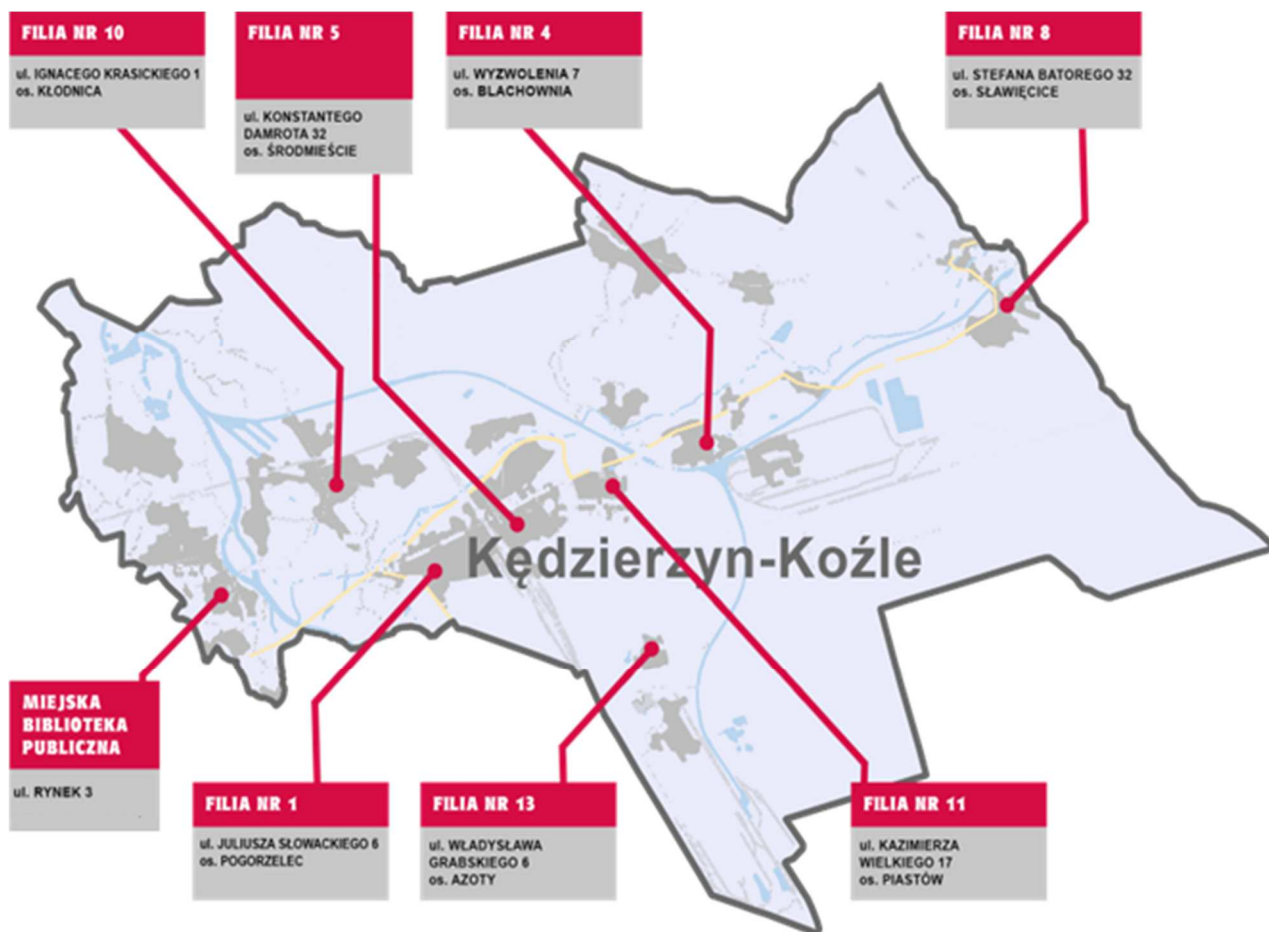 FILIA NR 10
ul. IGNACEGO KRASICKIEGO 1
os. KŁODNICA
FILIA NR 5
ul. KONSTANTEGO
DAMROTA 32
os. ŚRODMIEŚCIE
FILIA NR 4
ul. WYZWOLENIA 7
os. BLACHOWNIA
FILIA NR 8
ul. STEFANA BATOREGO 32
os. SŁAWIĘCICE
Kędzierzyn-Koźle
MIEJSKA
BIBLIOTEKA
PUBLICZNA
ul. RYNEK 3
FILIA NR 1
ul. JULIUSZA SŁOWACKIEGO 6
os. POGORZELEC
FILIA NR 13
ul. WŁADYSŁAWA
GRABSKIEGO 6
os. AZOTY
FILIA NR 11
ul. KAZIMIERZA
WIELKIEGO 17
os. PIASTÓW